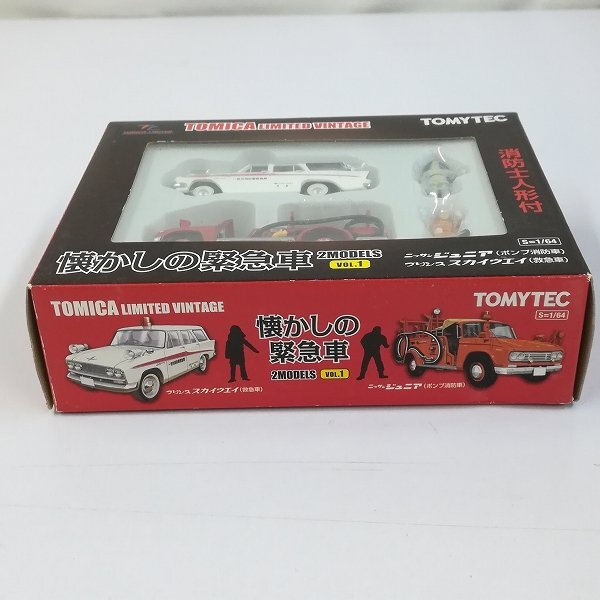 TOMICA LIMITED VINTAGE
TOMYTEC
消防士人形付
S=1/64
懐かしの緊急車 2MODELS VOL.1
ニッサン ジュニア (ポンプ消防車)
プリンス スカイウエイ (救急車)
TOMICA LIMITED VINTAGE
TOMYTEC
S=1/64
懐かしの
緊急車
2MODELS VOL.1
プリンス スカイウエイ (救急車)
ニッサン ジュニア (ポンプ消防車)